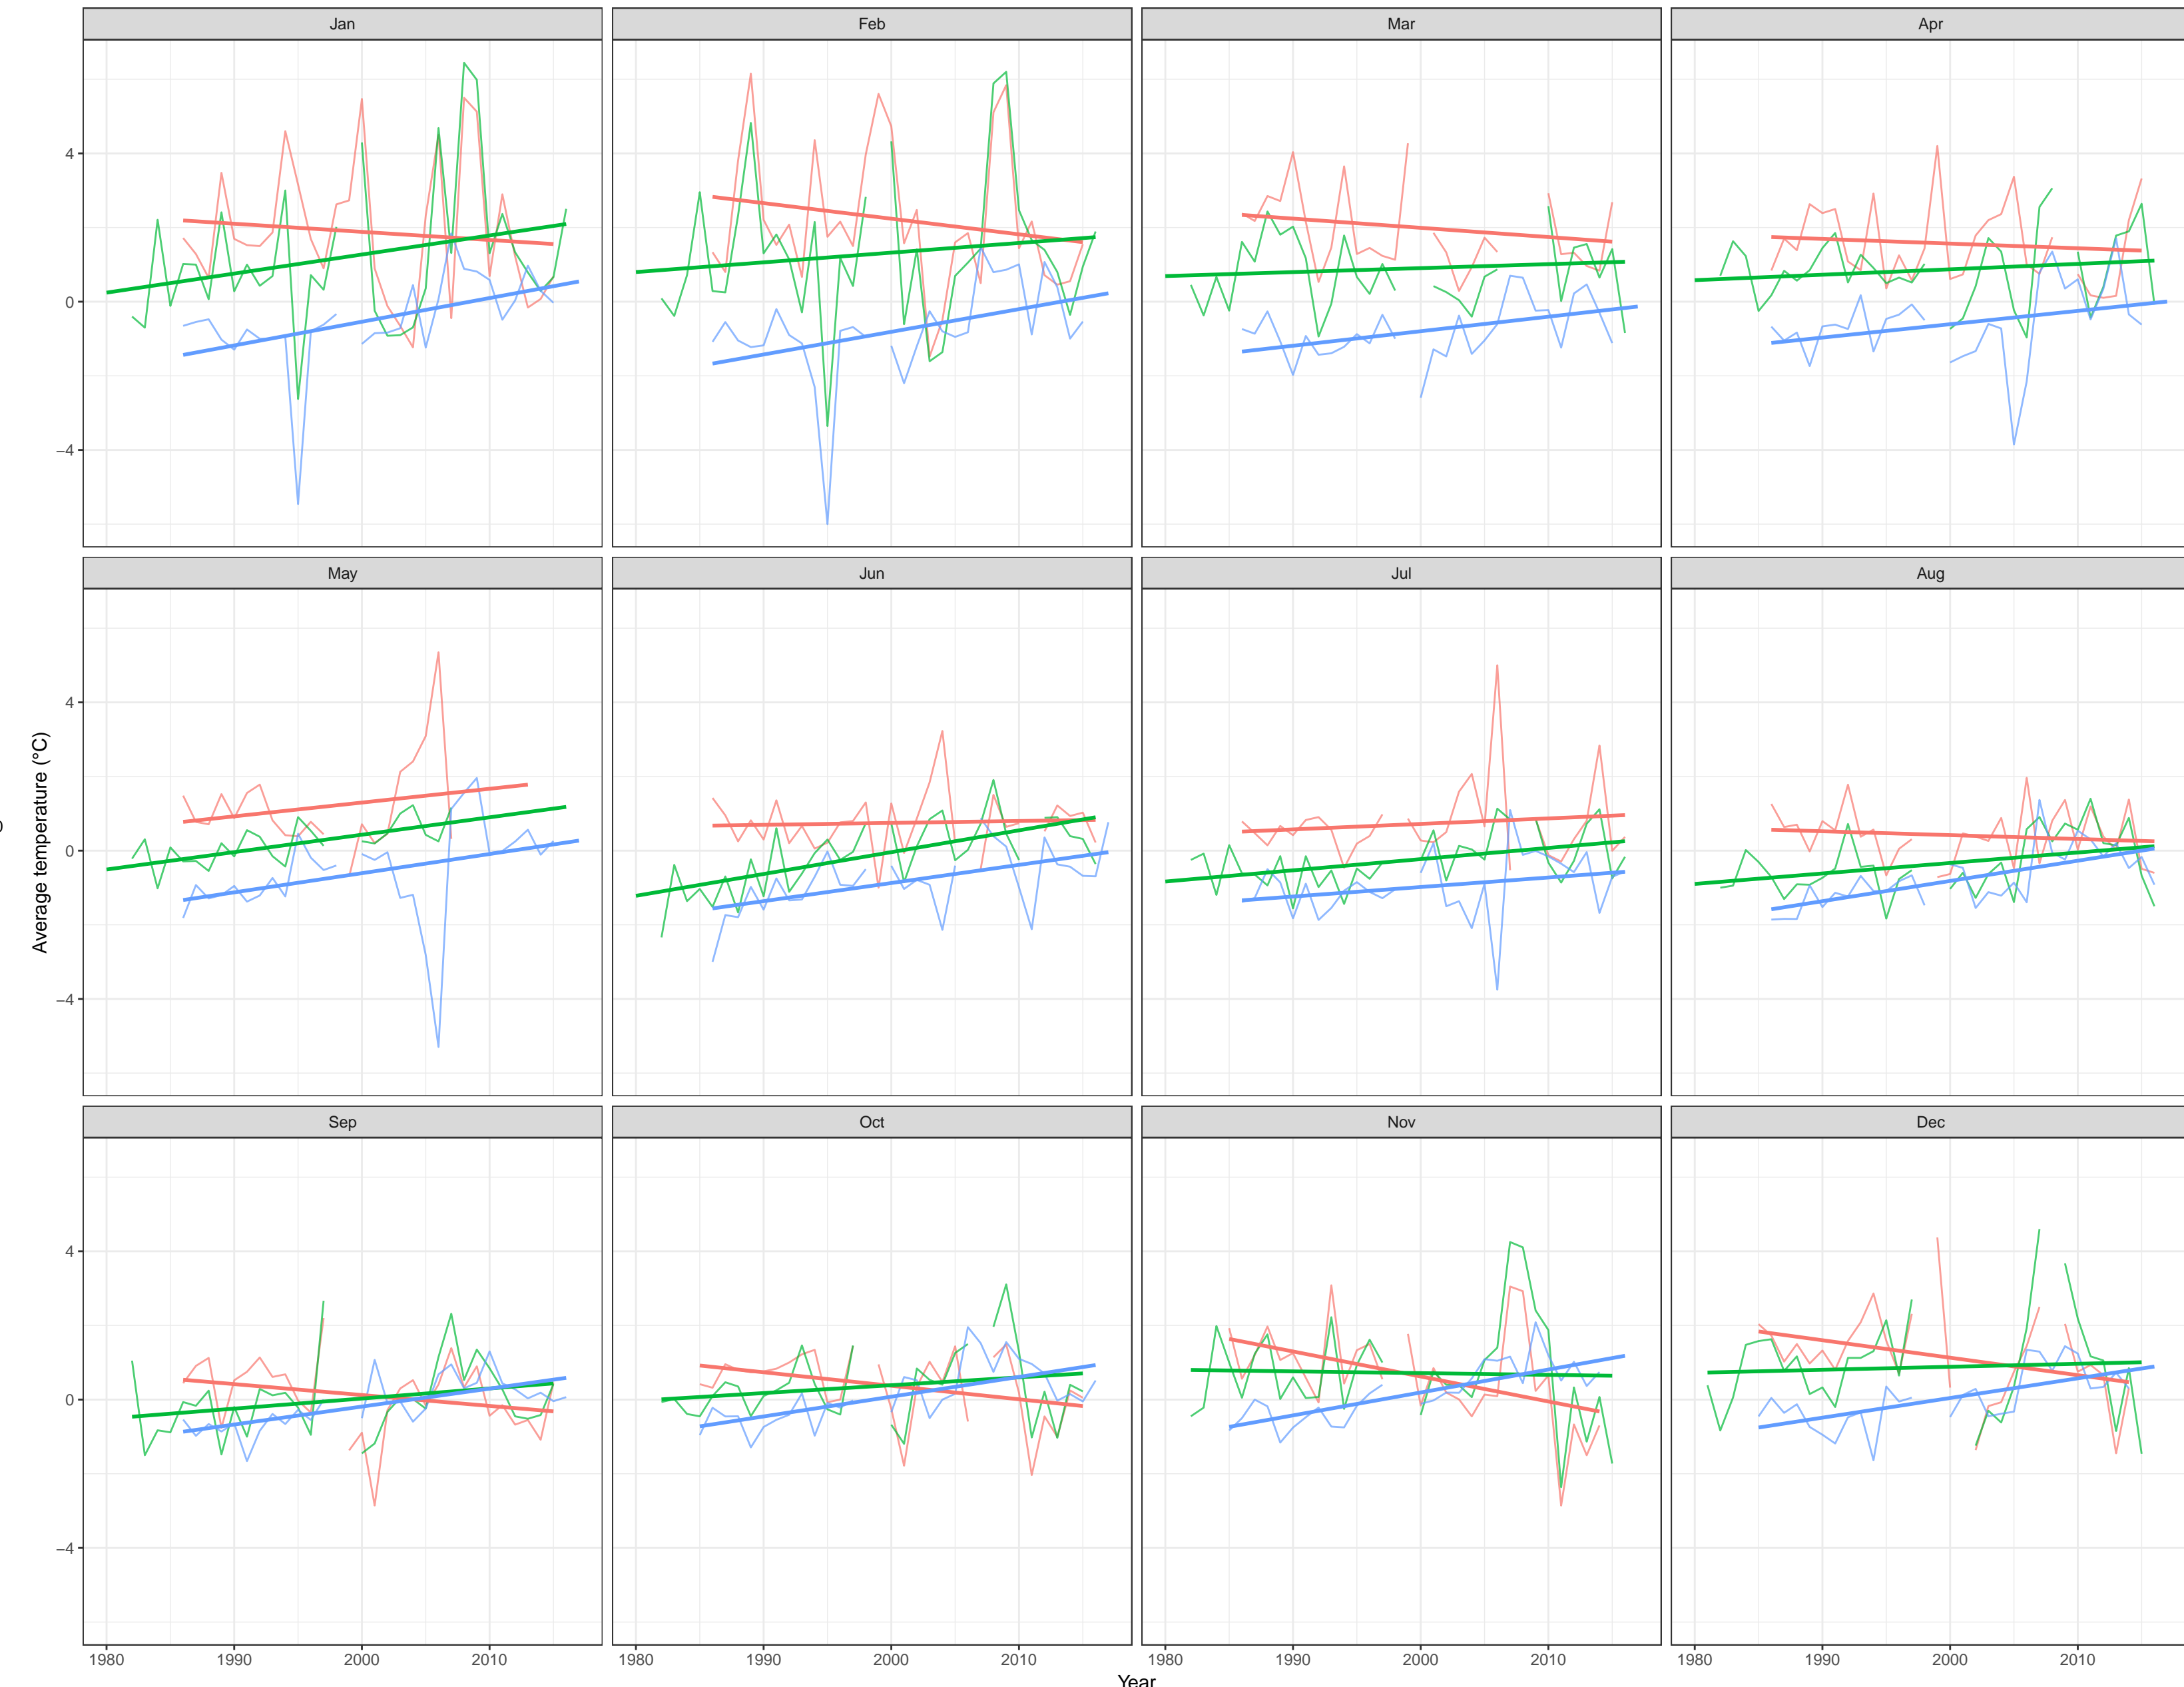 Jan Feb Mar Apr
4
0
−4
May Jun Jul Aug
4
0
−4
Average temperature (°C)
Sep Oct Nov Dec
4
0
−4
1980 1990 2000 2010 1980 1990 2000 2010 1980 1990 2000 2010 1980 1990 2000 2010
Year